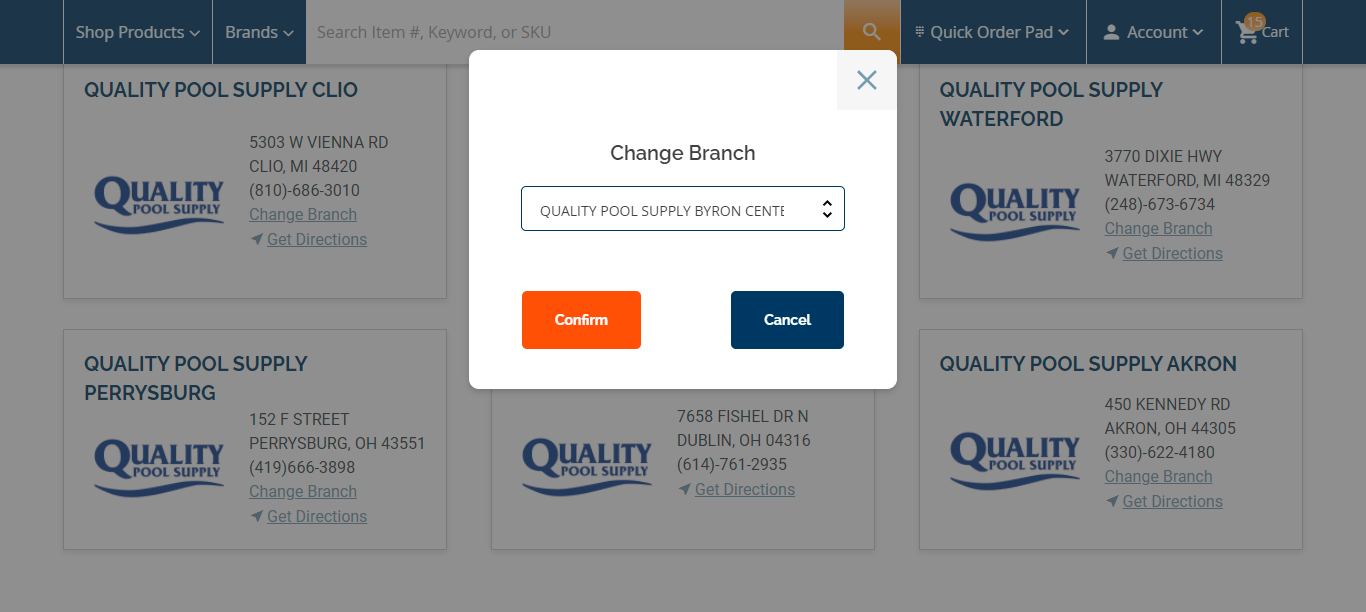 Shop Products
Brands
Search Item #, Keyword, or SKU
Quick Order Pad
Account
15
Cart
QUALITY POOL SUPPLY CLIO
QUALITY
POOL SUPPLY
5303 W VIENNA RD
CLIO, MI 48420
(810)-686-3010
Change Branch
Get Directions
Change Branch
QUALITY POOL SUPPLY BYRON CENTE
Confirm
Cancel
QUALITY POOL SUPPLY
WATERFORD
QUALITY
POOL SUPPLY
3770 DIXIE HWY
WATERFORD, MI 48329
(248)-673-6734
Change Branch
Get Directions
QUALITY POOL SUPPLY
PERRYSBURG
QUALITY
POOL SUPPLY
152 F STREET
PERRYSBURG, OH 43551
(419)666-3898
Change Branch
Get Directions
QUALITY
POOL SUPPLY
7658 FISHEL DR N
DUBLIN, OH 04316
(614)-761-2935
Get Directions
QUALITY POOL SUPPLY AKRON
QUALITY
POOL SUPPLY
450 KENNEDY RD
AKRON, OH 44305
(330)-622-4180
Change Branch
Get Directions